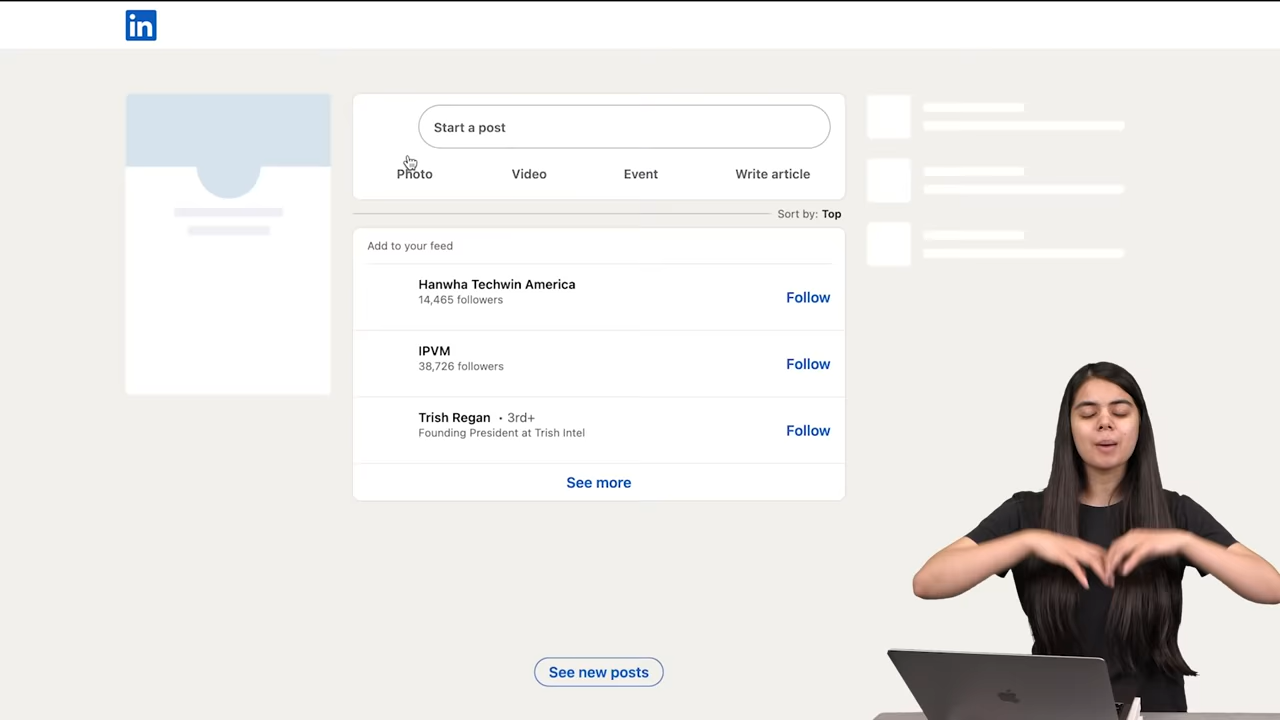 in
Start a post
Photo Video Event Write article
Sort by: Top
Add to your feed
Hanwha Techwin America
14,465 followers
Follow
IPVM
38,726 followers
Follow
Trish Regan • 3rd+
Founding President at Trish Intel
Follow
See more
See new posts